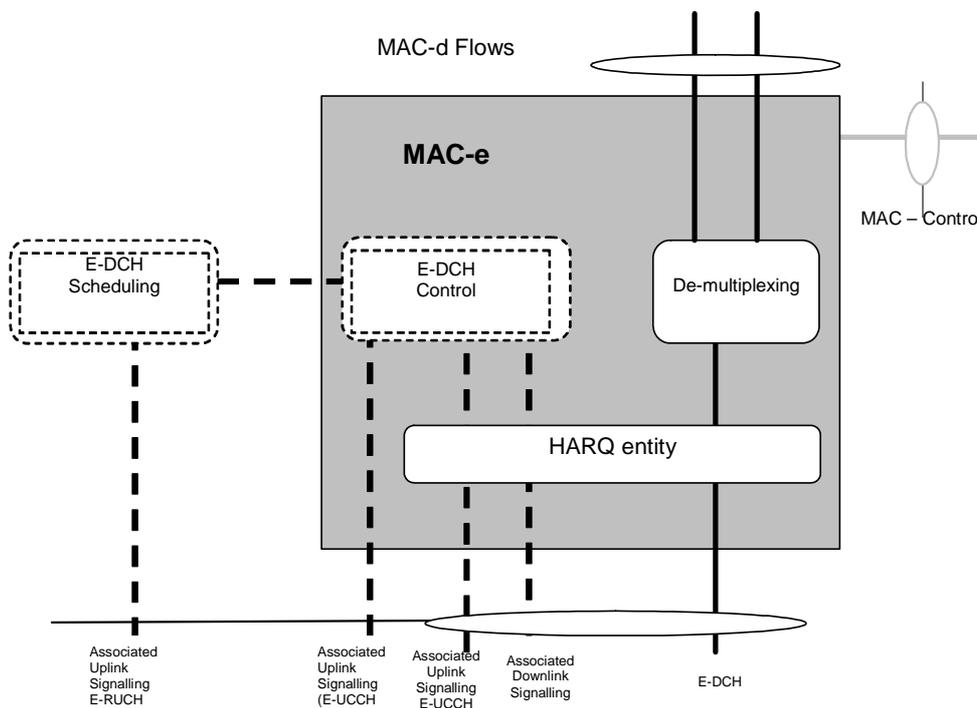 MAC-d Flows
MAC-e
MAC – Control
E-DCH
Scheduling
E-DCH
Control
De-multiplexing
HARQ entity
Associated
Uplink
Signalling
E-RUCH
Associated
Uplink
Signalling
(E-UCCH
Associated
Uplink
Signalling
E-UCCH
Associated
Downlink
Signalling
E-DCH